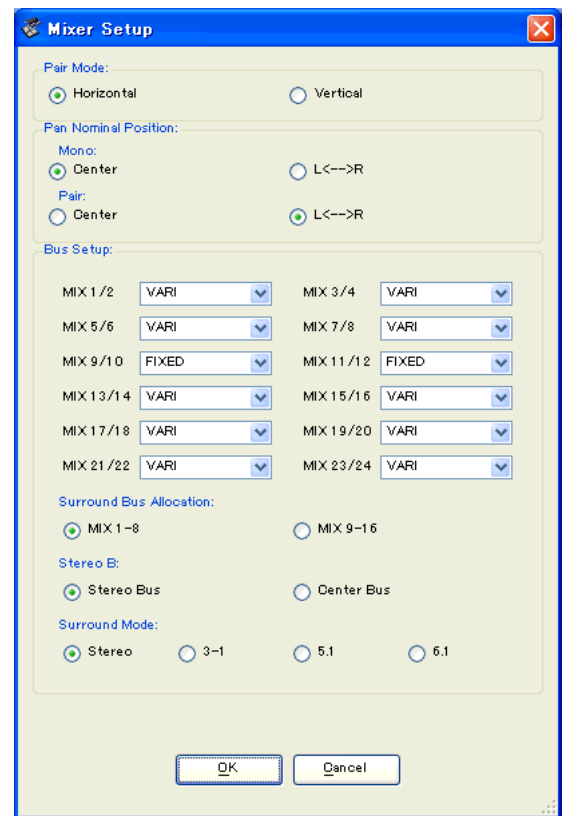 Mixer Setup
Pair Mode:
Horizontal Vertical
Pan Nominal Position:
Mono:
Center L<-->R
Pair:
Center L<-->R
Bus Setup:
MIX 1/2 VARI MIX 3/4 VARI
MIX 5/6 VARI MIX 7/8 VARI
MIX 9/10 FIXED MIX 11/12 FIXED
MIX 13/14 VARI MIX 15/16 VARI
MIX 17/18 VARI MIX 19/20 VARI
MIX 21/22 VARI MIX 23/24 VARI
Surround Bus Allocation:
MIX 1-8 MIX 9-16
Stereo B:
Stereo Bus Center Bus
Surround Mode:
Stereo 3-1 5.1 6.1
OK Cancel